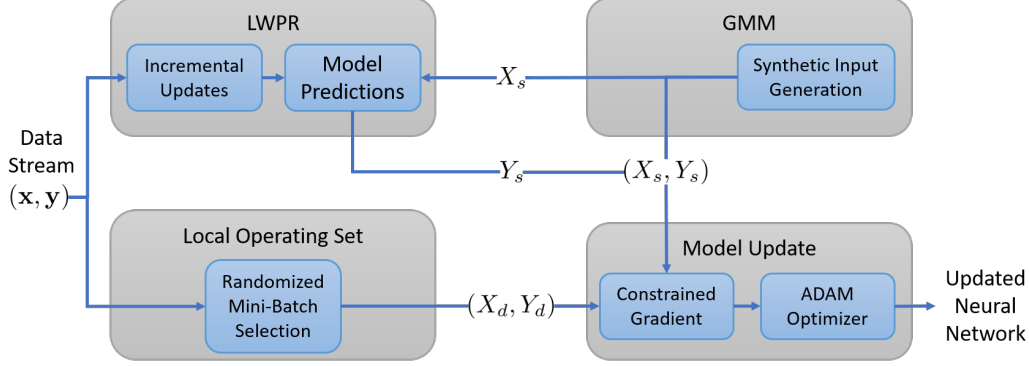 LWPR
Incremental
Updates
Model
Predictions
GMM
Synthetic Input
Generation
X_s
Data
Stream
(x, y)
Y_s
(X_s, Y_s)
Local Operating Set
Randomized
Mini-Batch
Selection
(X_d, Y_d)
Model Update
Constrained
Gradient
ADAM
Optimizer
Updated
Neural
Network